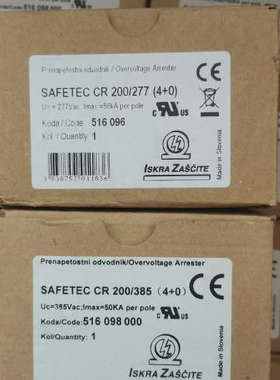 516 098 000
Prenapetostni odvodnik / Overvoltage Arrester
SAFETEC CR 200/277 (4+0)
Uc = 277Vac, Imax =50kA per pole
Koda / Code: 516 096
Kol / Quantity: 1
ISKRA ZAŠČITE
Made in Slovenia
Prenapetostni odvodnik/Overvoltage Arrester
SAFETEC CR 200/385 (4+0)
Uc=385Vac;Imax=50KA per pole
Koda/Code:516 098 000
Kol/Quantity: 1
ISKRA ZAŠČITE
Made in Slovenia